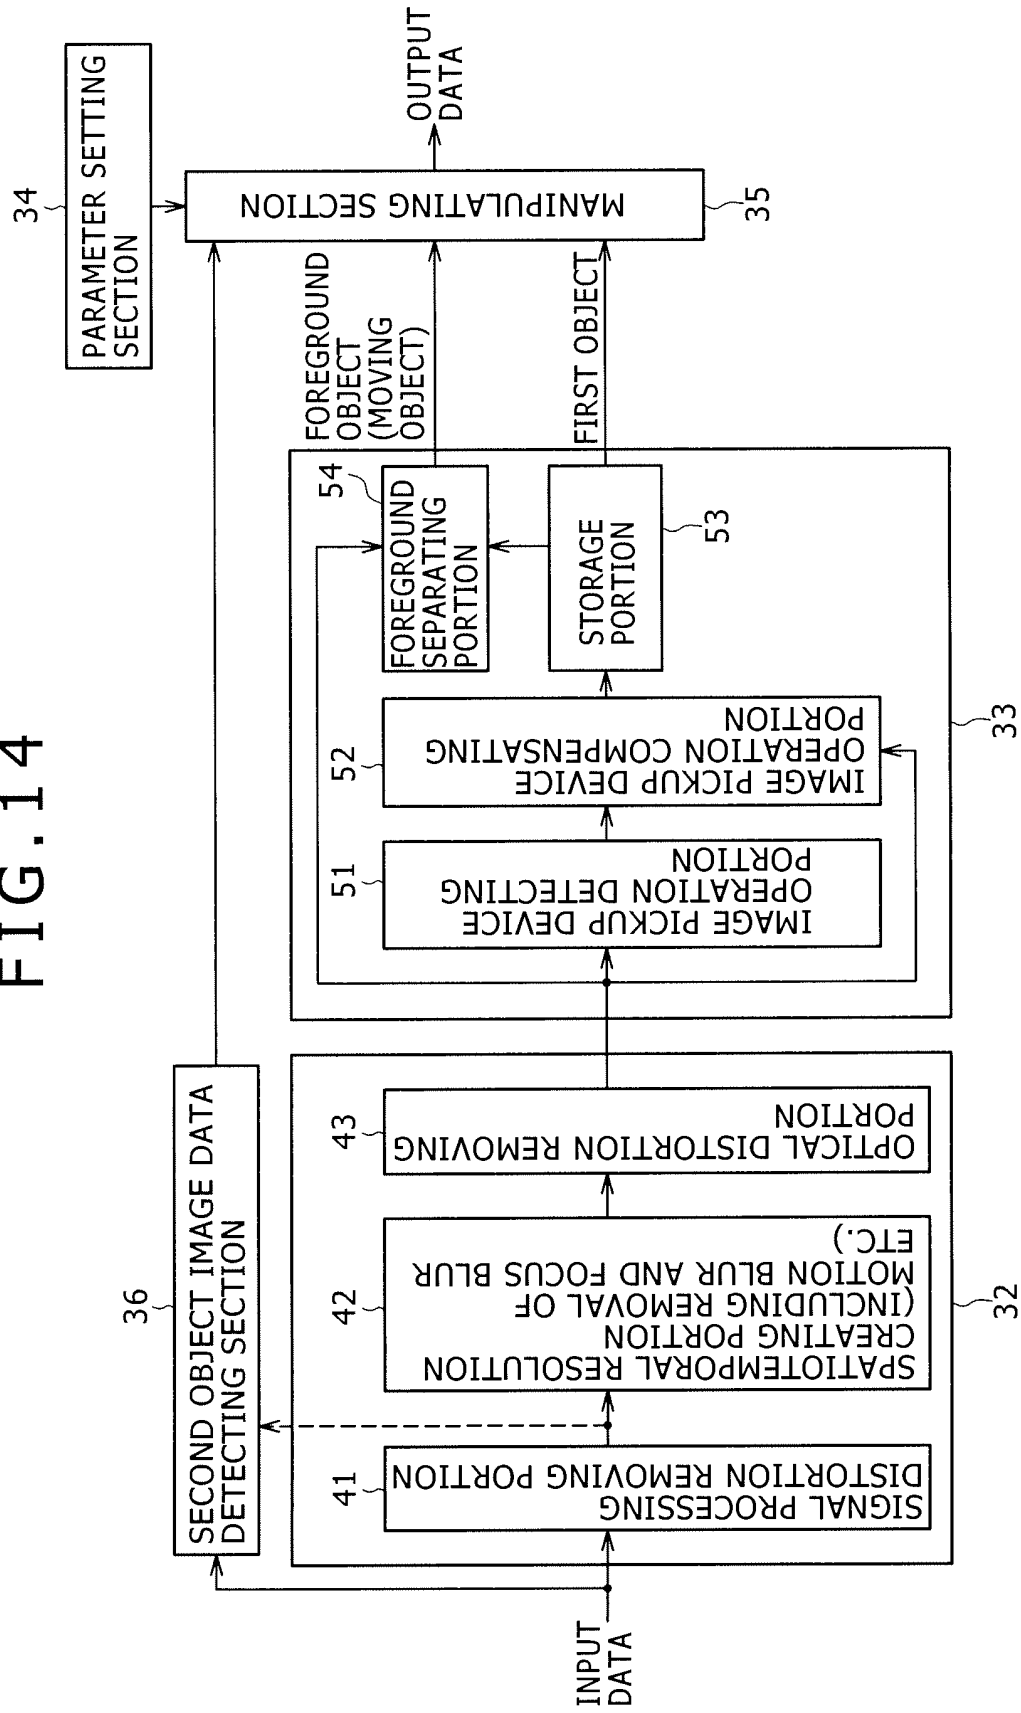 FIG.14
34
PARAMETER SETTING
SECTION
36
SECOND OBJECT IMAGE DATA
DETECTING SECTION
INPUT
DATA
41
SIGNAL PROCESSING
DISTORTION REMOVING PORTION
42
SPATIOTEMPORAL RESOLUTION
CREATING PORTION
(INCLUDING REMOVAL OF
MOTION BLUR AND FOCUS BLUR
ETC.)
43
OPTICAL DISTORTION REMOVING
PORTION
32
51
IMAGE PICKUP DEVICE
OPERATION DETECTING
PORTION
52
IMAGE PICKUP DEVICE
OPERATION COMPENSATING
PORTION
54
FOREGROUND
SEPARATING
PORTION
STORAGE
PORTION
53
33
FOREGROUND
OBJECT
(MOVING
OBJECT)
FIRST OBJECT
MANIPULATING SECTION
35
OUTPUT
DATA